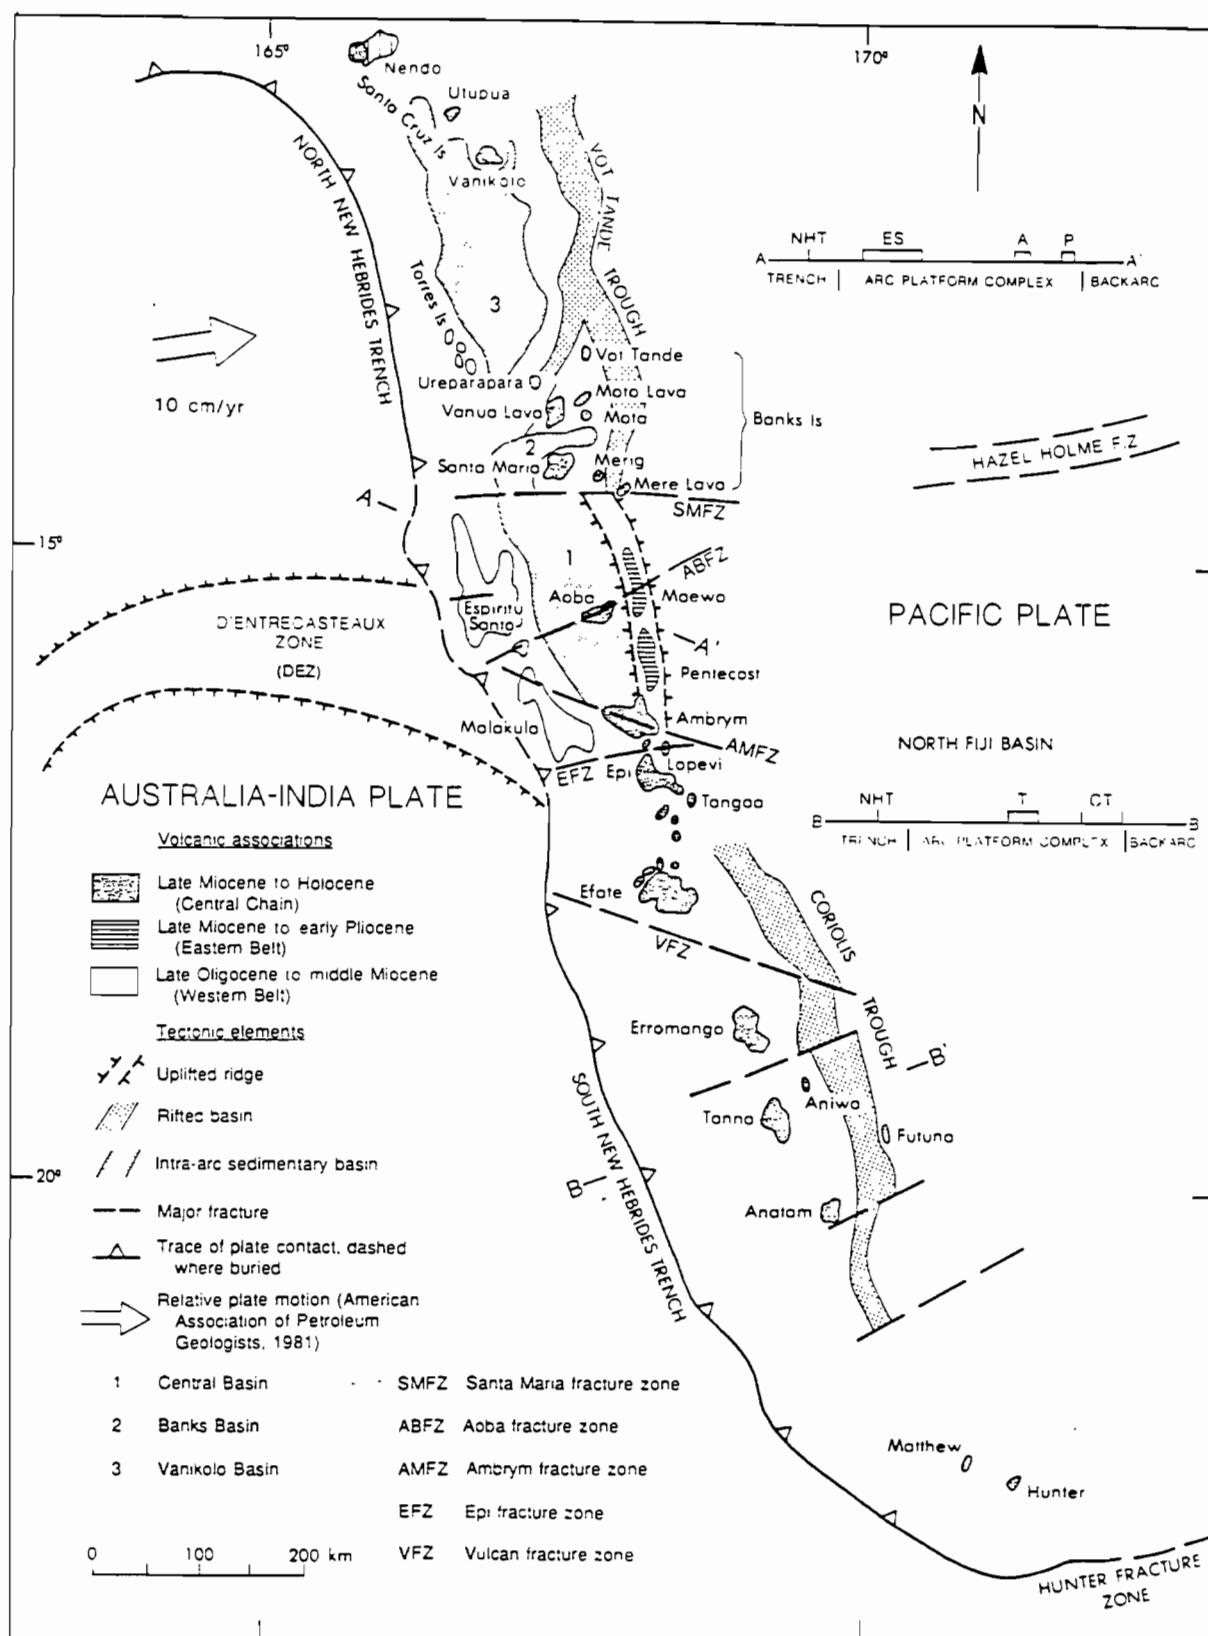 165°
170°
N
Nendo
Utupua
Santa Cruz Is
Vanikolo
VOT TANDE TROUGH
NORTH NEW HEBRIDES TRENCH
Torres Is
3
10 cm/yr
NHT ES A P
A A'
TRENCH ARC PLATFORM COMPLEX BACKARC
Vot Tande
Ureparapara
Mota Lava
Vanua Lava
Mota
Banks Is
2
Santa Maria
Merig
Mere Lava
SMFZ
HAZEL HOLME F.Z
A
15°
1
ABFZ
Aoba
Maewo
Espiritu
Santo
D'ENTRECASTEAUX
ZONE
(DEZ)
A'
Pentecost
PACIFIC PLATE
Malakula
Ambrym
AMFZ
NORTH FIJI BASIN
EFZ
Epi
Lopevi
Tongoa
AUSTRALIA-INDIA PLATE
NHT T CT
B B
TRENCH ARC PLATFORM COMPLEX BACKARC
Volcanic associations
Late Miocene to Holocene
(Central Chain)
Late Miocene to early Pliocene
(Eastern Belt)
Late Oligocene to middle Miocene
(Western Belt)
Efate
VFZ
CORIOLIS
TROUGH
Erromango
B'
Aniwa
Tanna
Futuna
SOUTH NEW HEBRIDES TRENCH
20°
B
Anatom
Tectonic elements
Uplifted ridge
Rifted basin
Intra-arc sedimentary basin
Major fracture
Trace of plate contact, dashed
where buried
Relative plate motion (American
Association of Petroleum
Geologists, 1981)
1 Central Basin
2 Banks Basin
3 Vanikolo Basin
SMFZ Santa Maria fracture zone
ABFZ Aoba fracture zone
AMFZ Ambrym fracture zone
EFZ Epi fracture zone
VFZ Vulcan fracture zone
0 100 200 km
Matthew
Hunter
HUNTER FRACTURE
ZONE